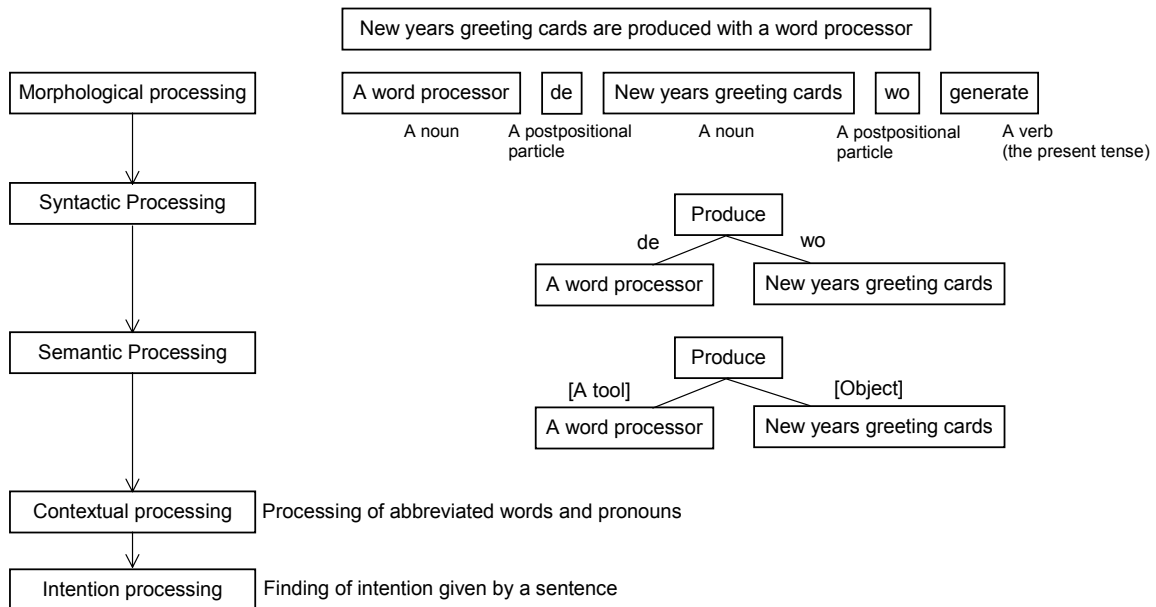 New years greeting cards are produced with a word processor
Morphological processing
A word processor de New years greeting cards wo generate
A noun A postpositional A noun A postpositional A verb
particle particle (the present tense)
Syntactic Processing
Produce
de wo
A word processor New years greeting cards
Semantic Processing
Produce
[A tool] [Object]
A word processor New years greeting cards
Contextual processing Processing of abbreviated words and pronouns
Intention processing Finding of intention given by a sentence